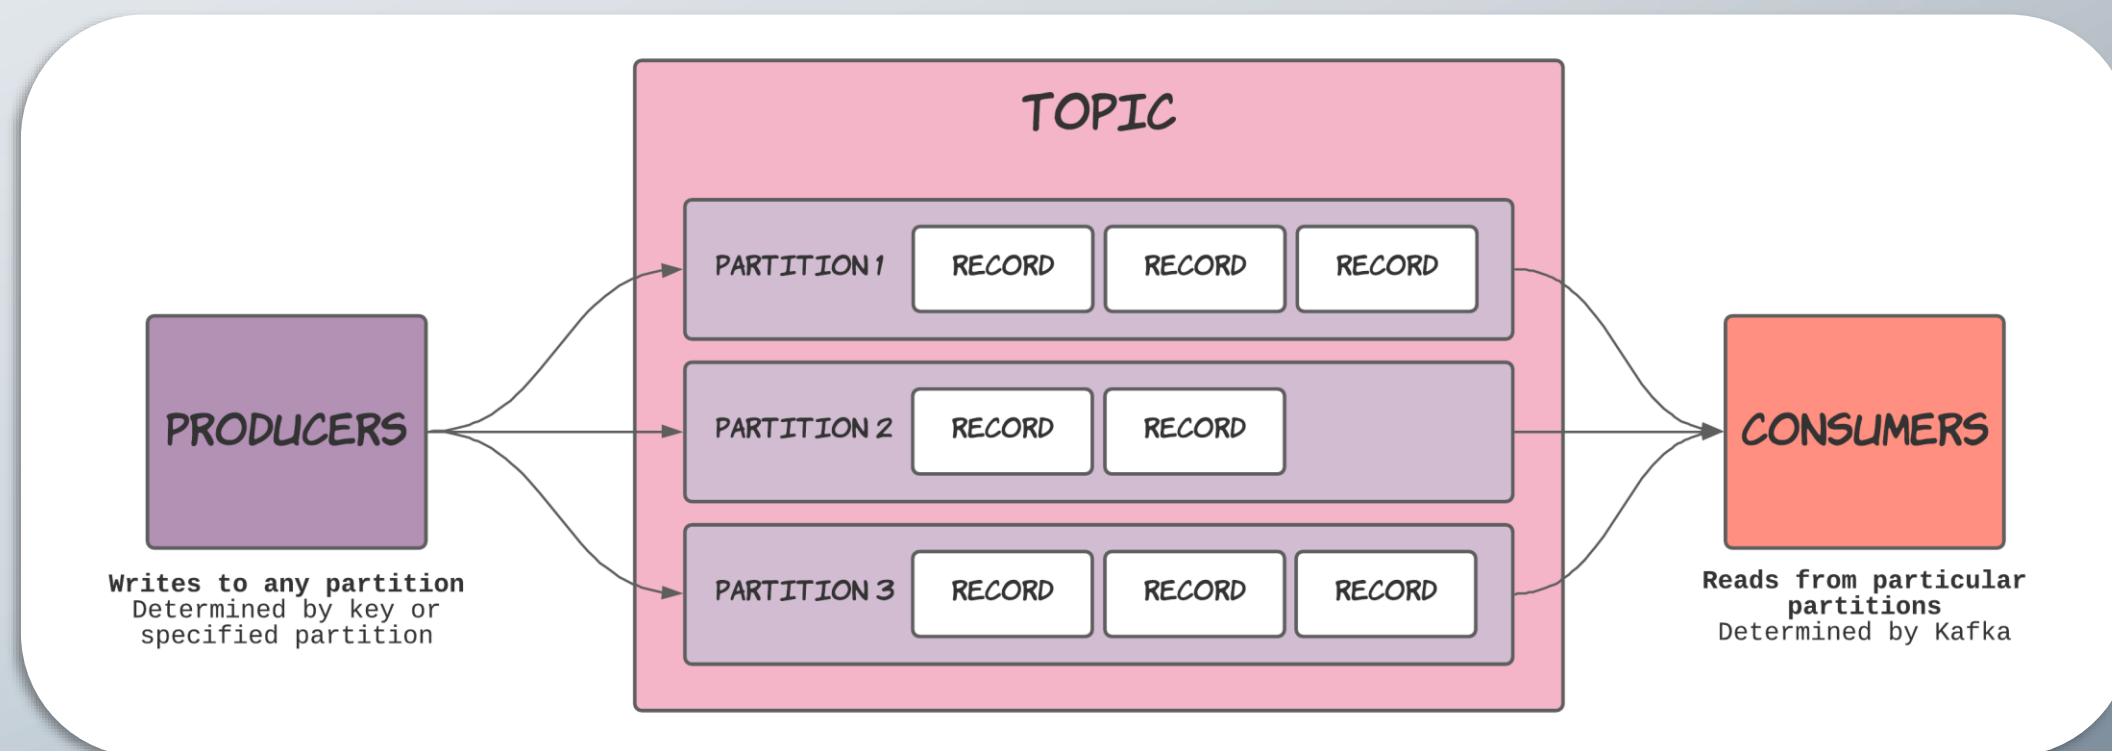 TOPIC
PARTITION 1 RECORD RECORD RECORD
PARTITION 2 RECORD RECORD
PARTITION 3 RECORD RECORD RECORD
PRODUCERS
Writes to any partition
Determined by key or
specified partition
CONSUMERS
Reads from particular
partitions
Determined by Kafka